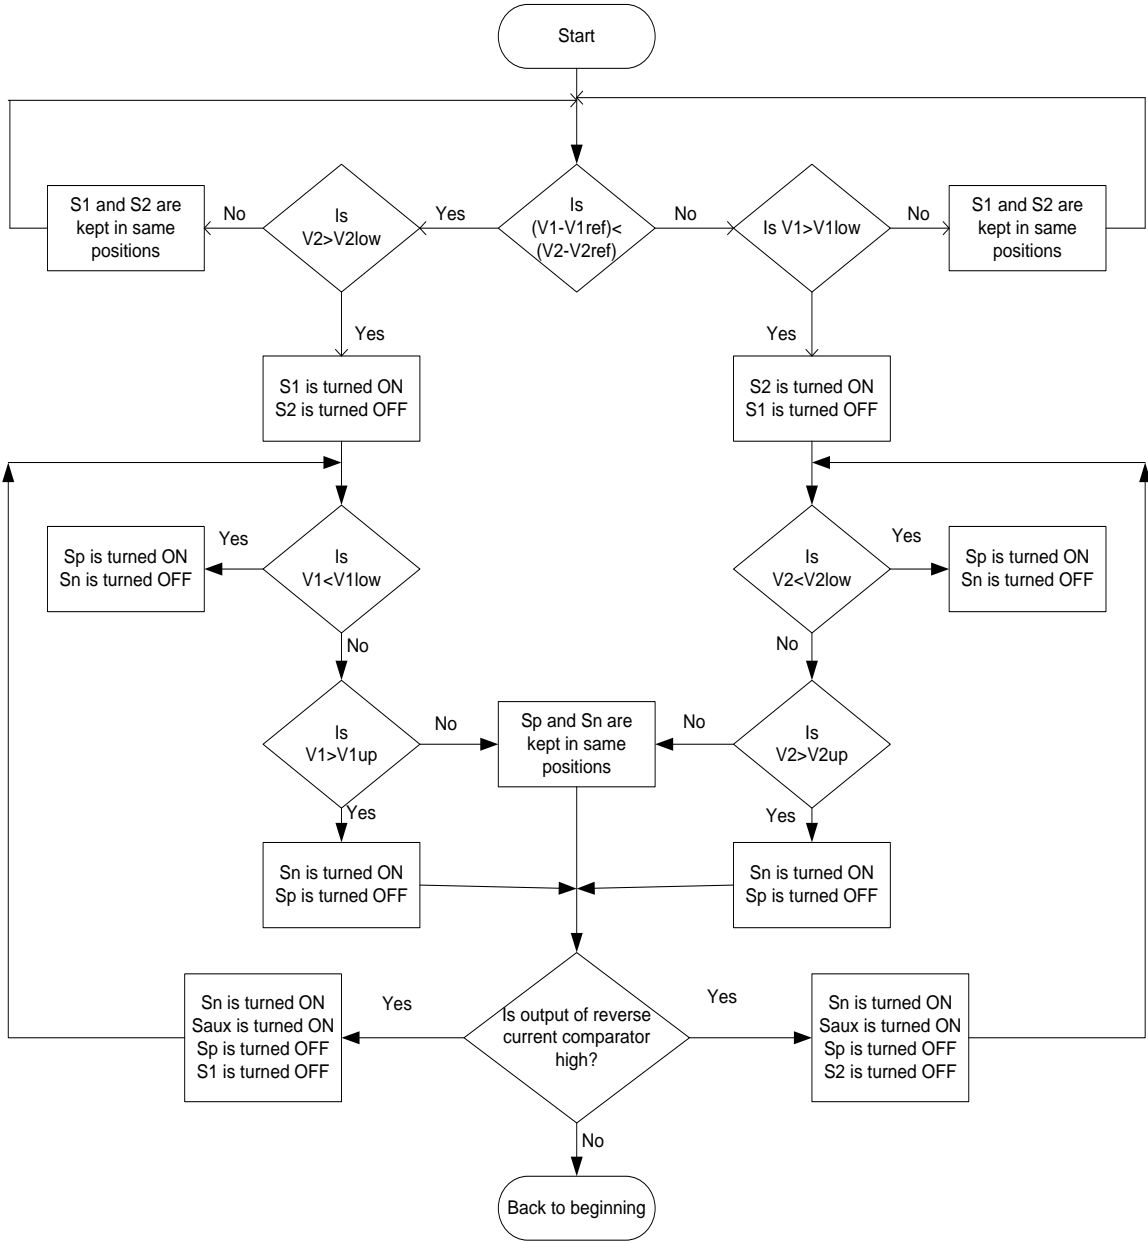 Start
S1 and S2 are
kept in same
positions
No
Is
V2>V2low
Yes
Is
(V1-V1ref)<
(V2-V2ref)
No
Is V1>V1low
No
S1 and S2 are
kept in same
positions
Yes
Yes
S1 is turned ON
S2 is turned OFF
S2 is turned ON
S1 is turned OFF
Sp is turned ON
Sn is turned OFF
Yes
Is
V1<V1low
Is
V2<V2low
Yes
Sp is turned ON
Sn is turned OFF
No
No
Is
V1>V1up
No
Sp and Sn are
kept in same
positions
No
Is
V2>V2up
Yes
Yes
Sn is turned ON
Sp is turned OFF
Sn is turned ON
Sp is turned OFF
Sn is turned ON
Saux is turned ON
Sp is turned OFF
S1 is turned OFF
Yes
Is output of reverse
current comparator
high?
Yes
Sn is turned ON
Saux is turned ON
Sp is turned OFF
S2 is turned OFF
No
Back to beginning